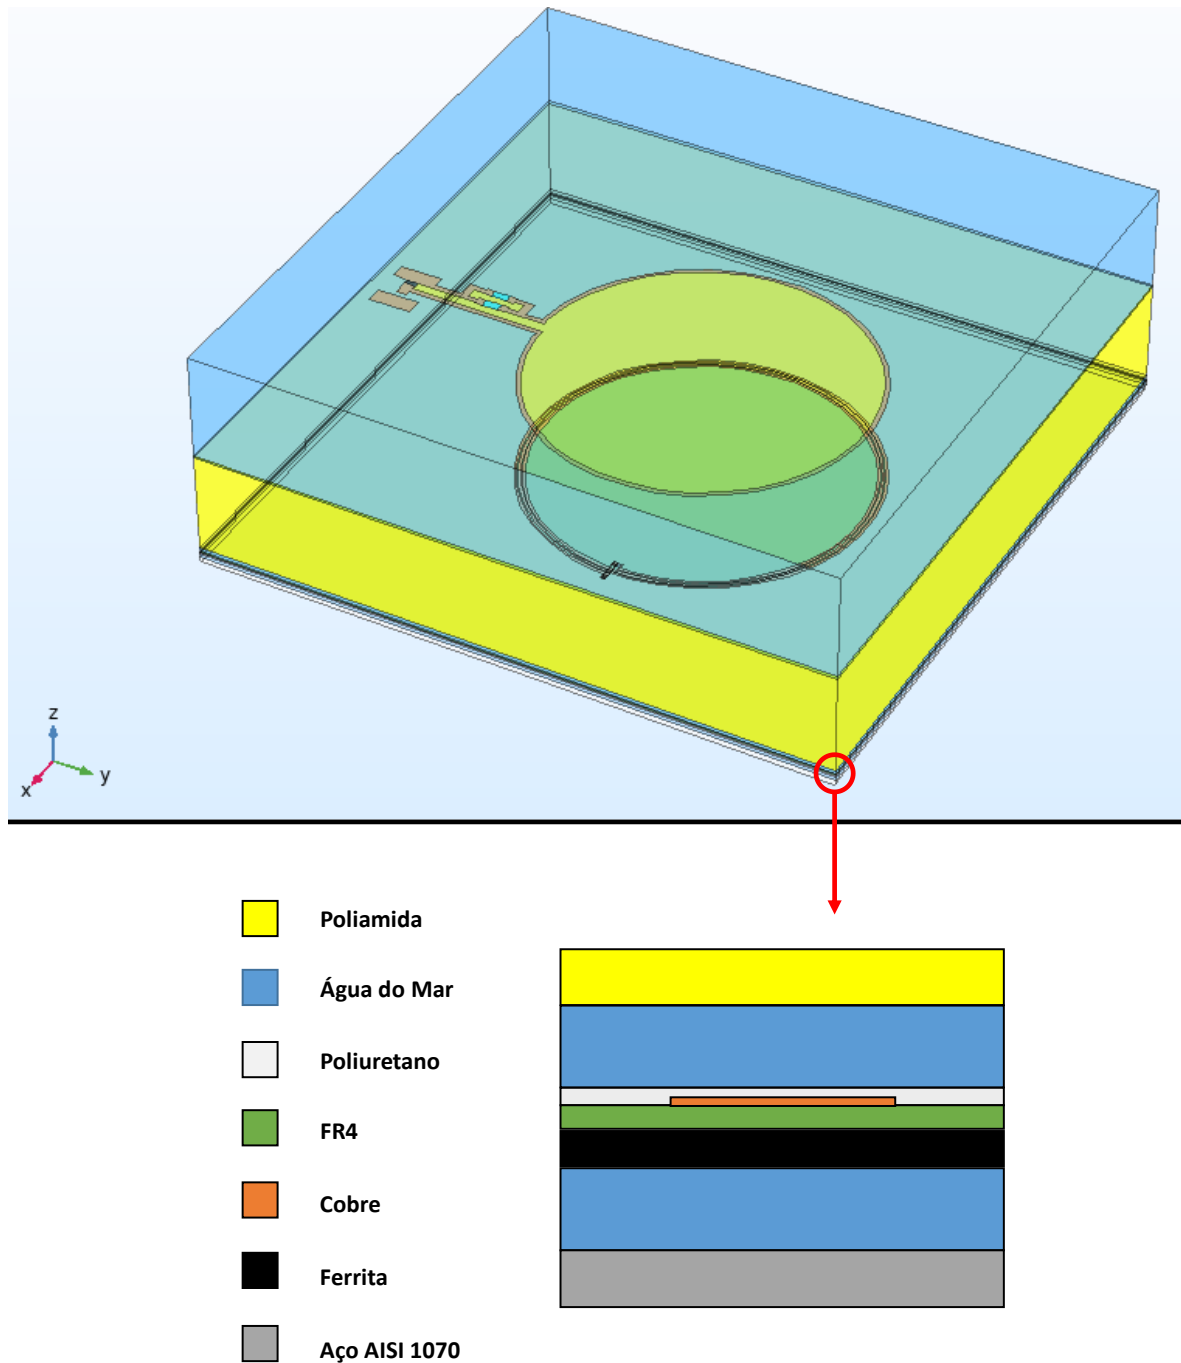 z
y
x
Poliamida
Água do Mar
Poliuretano
FR4
Cobre
Ferrita
Aço AISI 1070